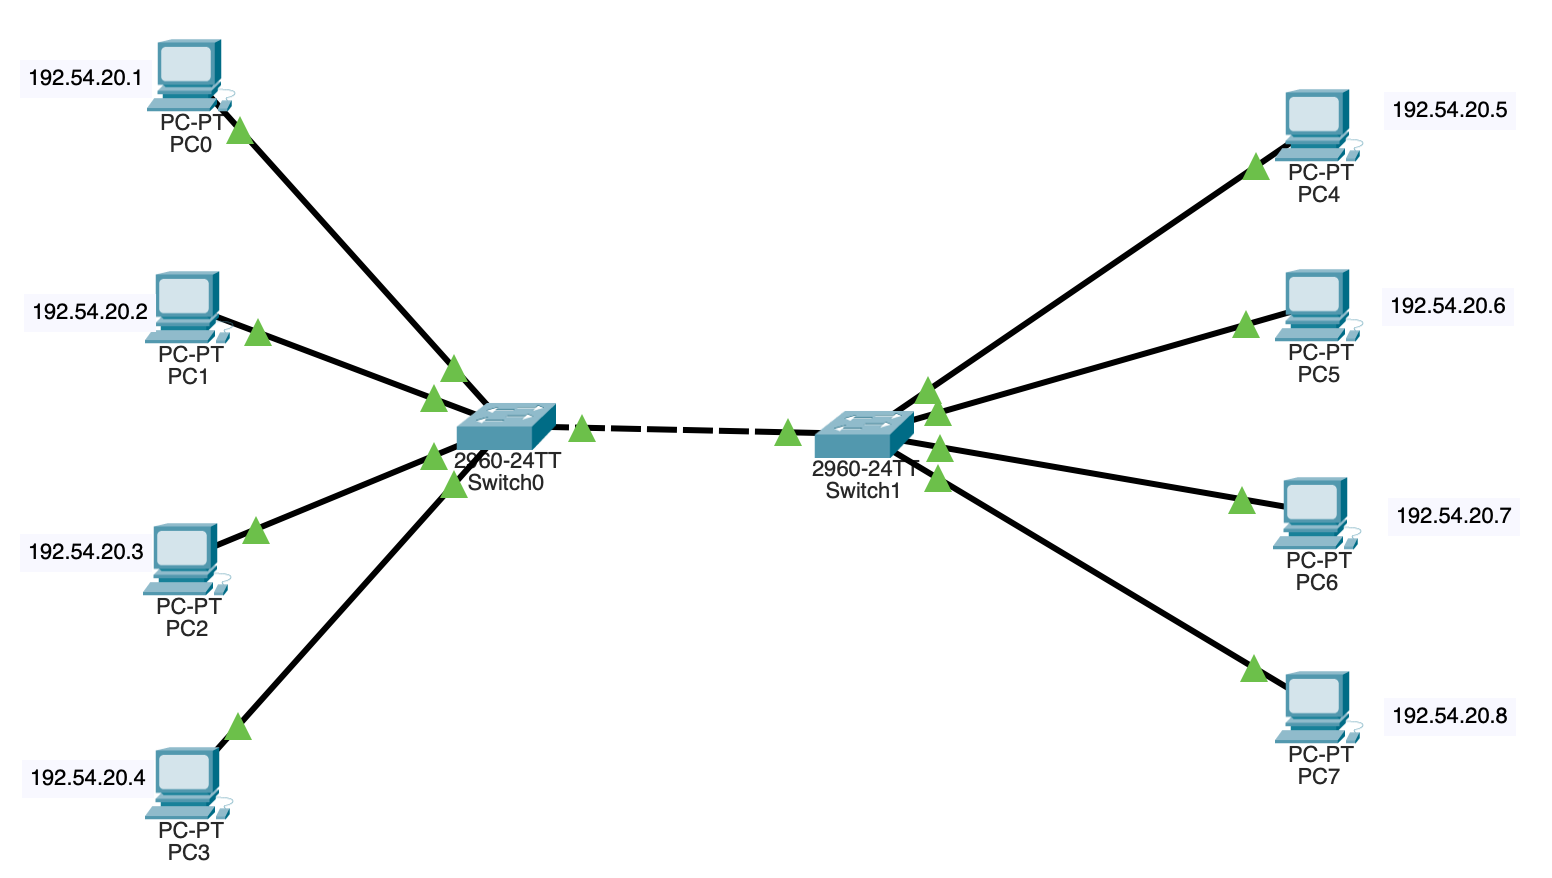 192.54.20.1
PC-PT
PC0
192.54.20.2
PC-PT
PC1
192.54.20.3
PC-PT
PC2
192.54.20.4
PC-PT
PC3
2960-24TT
Switch0
2960-24TT
Switch1
192.54.20.5
PC-PT
PC4
192.54.20.6
PC-PT
PC5
192.54.20.7
PC-PT
PC6
192.54.20.8
PC-PT
PC7